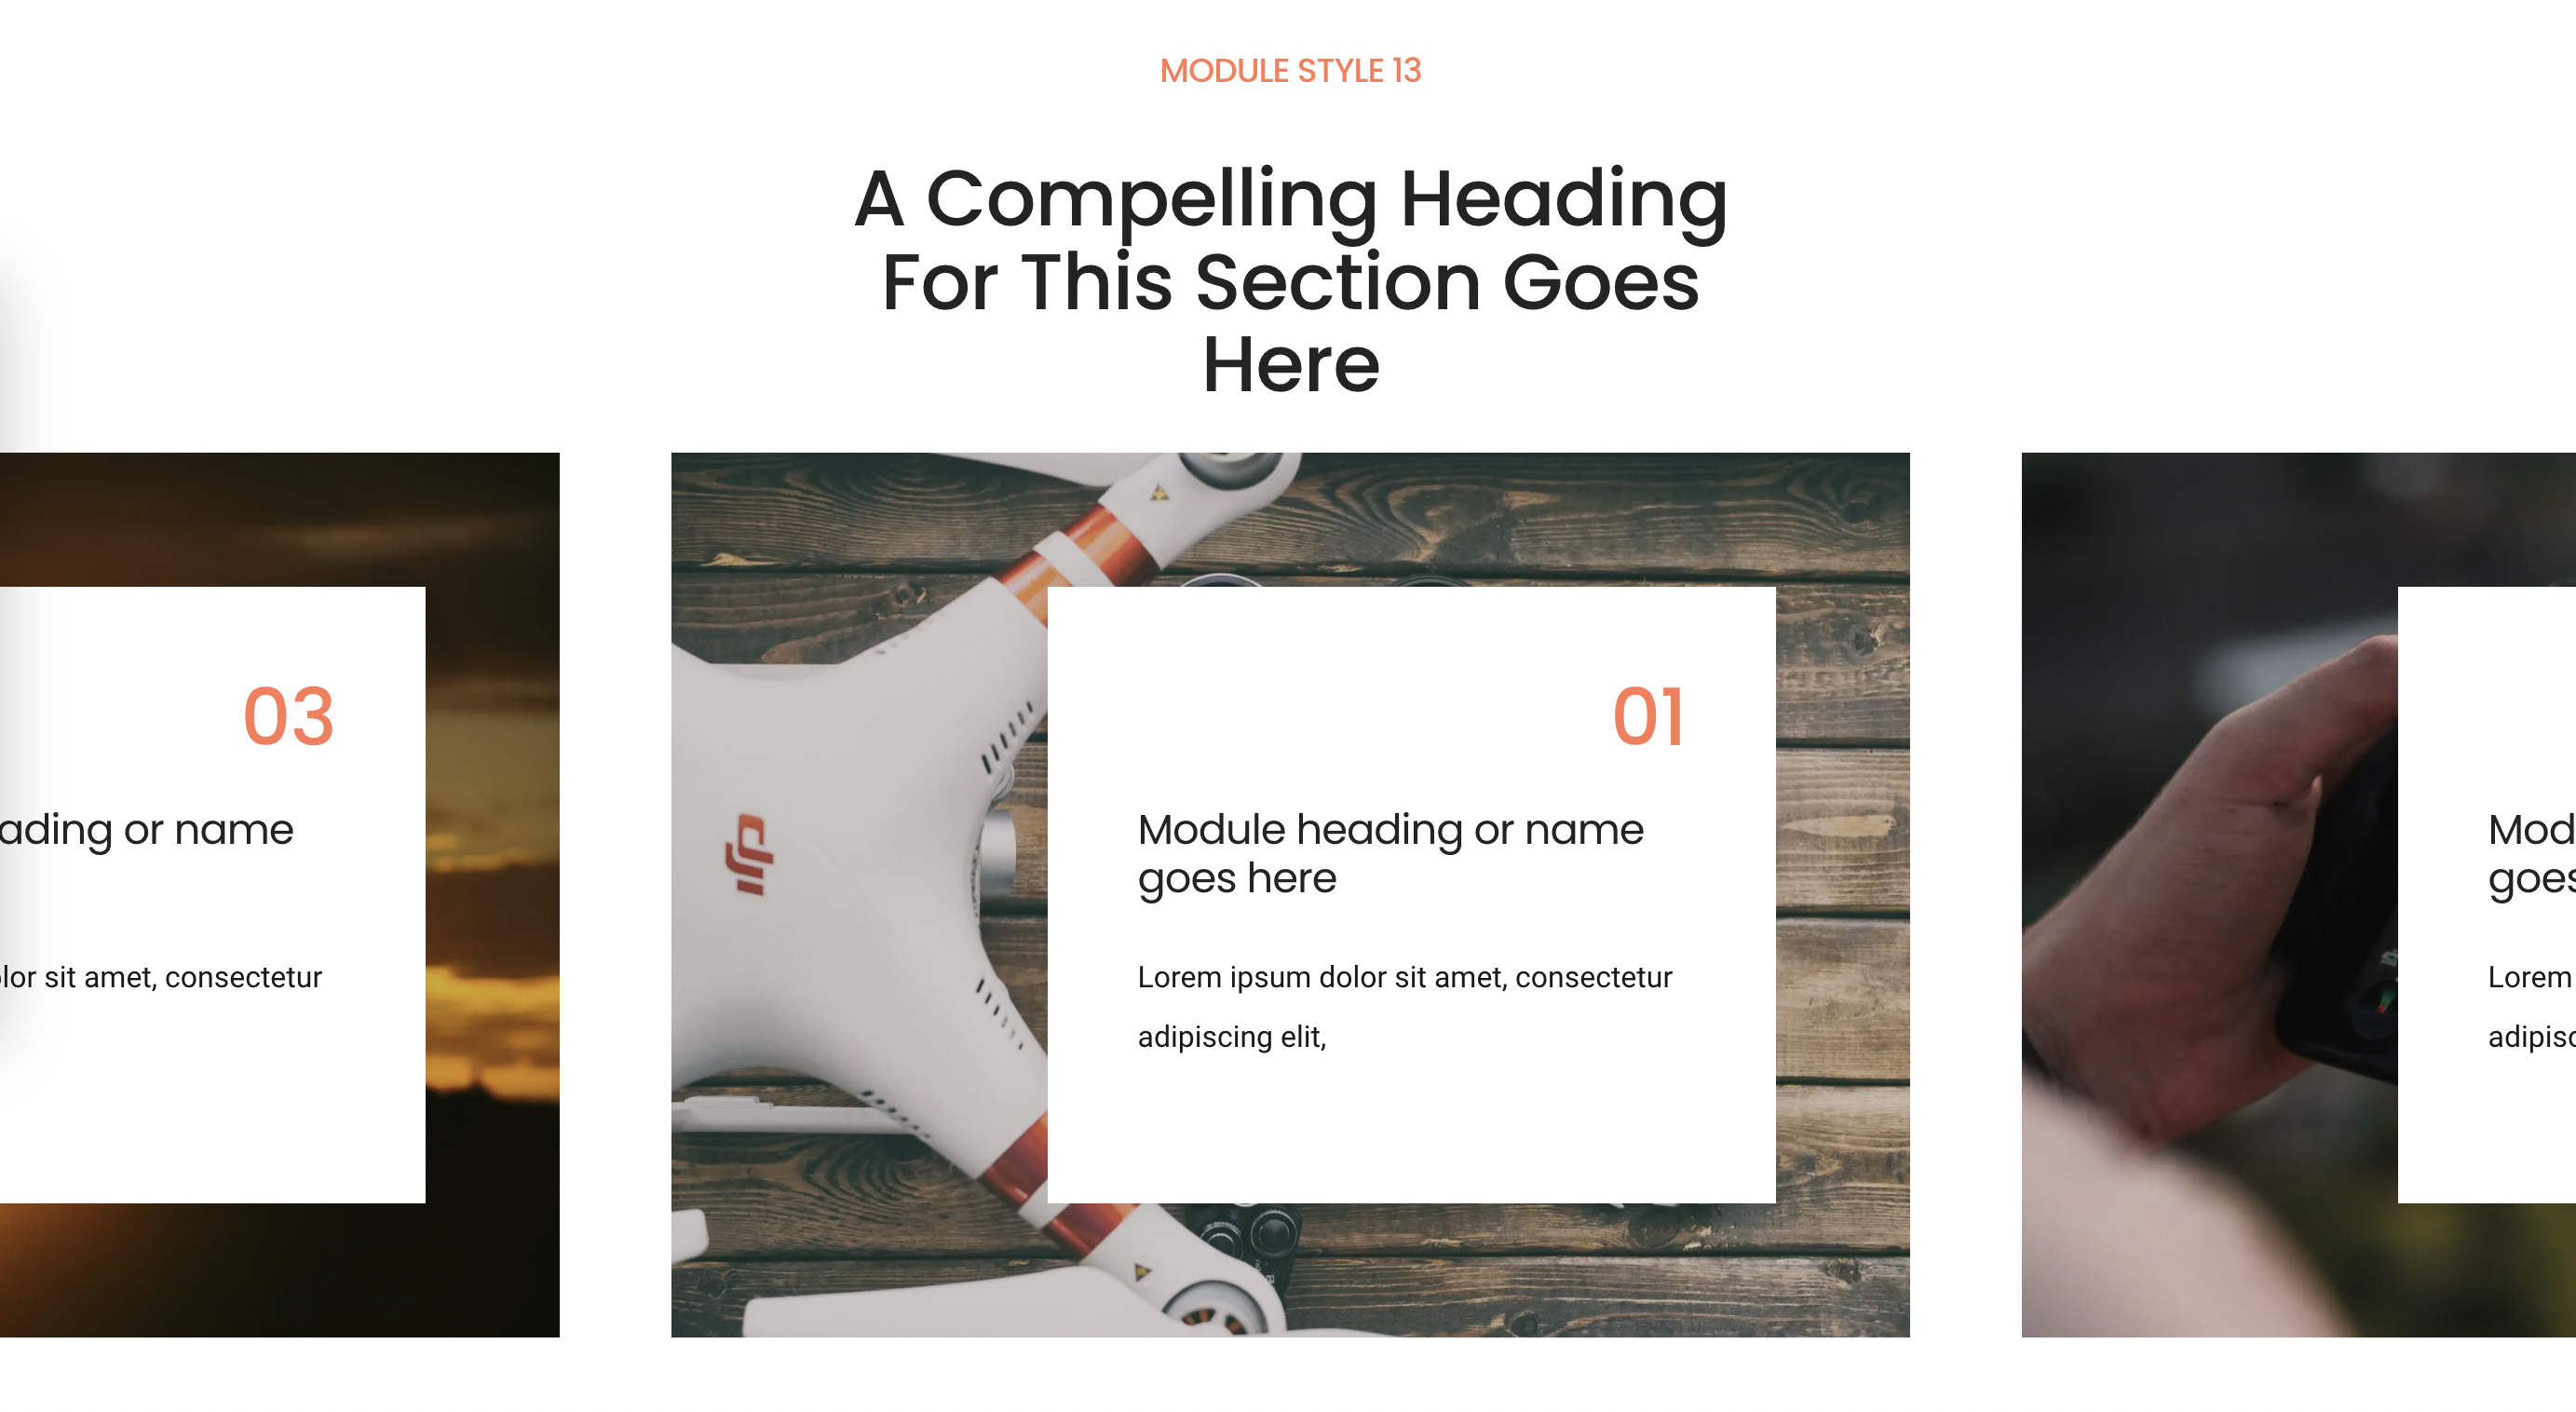 MODULE STYLE 13
A Compelling Heading
For This Section Goes
Here
03
ading or name
lor sit amet, consectetur
dji
01
Module heading or name
goes here
Lorem ipsum dolor sit amet, consectetur
adipiscing elit,
Mod
goes
Lorem
adipisc